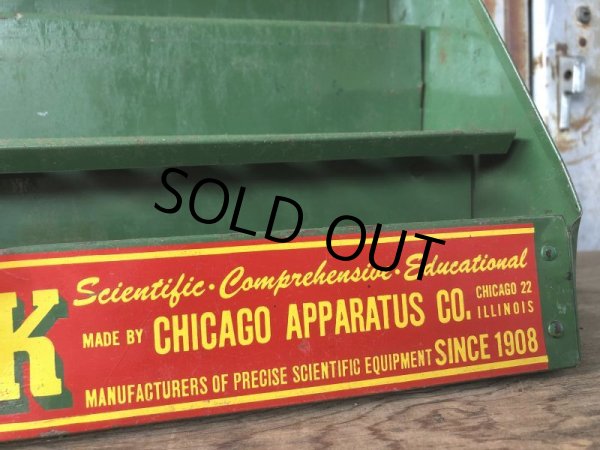 SOLD OUT
K
Scientific · Comprehensive · Educational
MADE BY CHICAGO APPARATUS CO. CHICAGO 22
ILLINOIS
MANUFACTURERS OF PRECISE SCIENTIFIC EQUIPMENT SINCE 1908